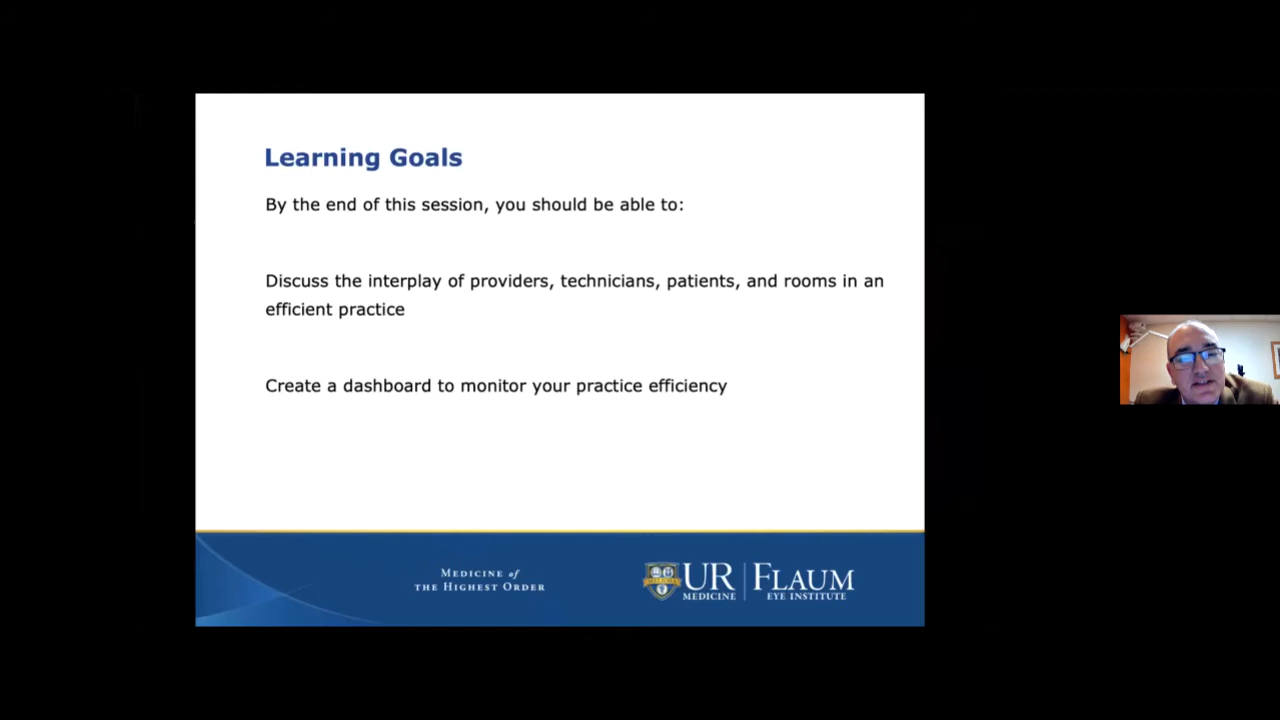 Learning Goals
By the end of this session, you should be able to:
Discuss the interplay of providers, technicians, patients, and rooms in an
efficient practice
Create a dashboard to monitor your practice efficiency
MEDICINE of
THE HIGHEST ORDER
UR
MEDICINE
FLAUM
EYE INSTITUTE